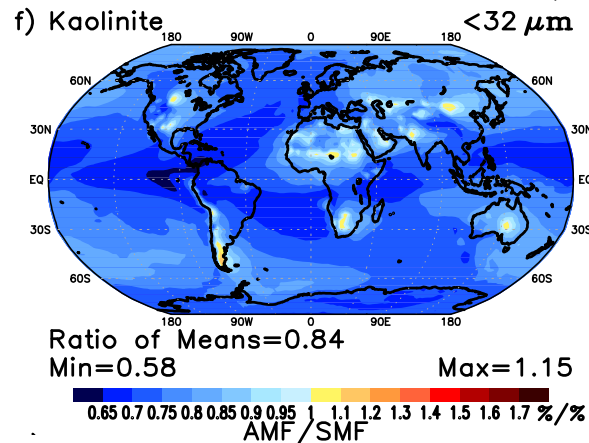 f) Kaolinite <32 μm
180 90W 0 90E 180
60N 60N
30N 30N
EQ EQ
30S 30S
60S 60S
180 90W 0 90E 180
Ratio of Means=0.84
Min=0.58 Max=1.15
0.65 0.7 0.75 0.8 0.85 0.9 0.95 1 1.1 1.2 1.3 1.4 1.5 1.6 1.7 %/%
AMF/SMF